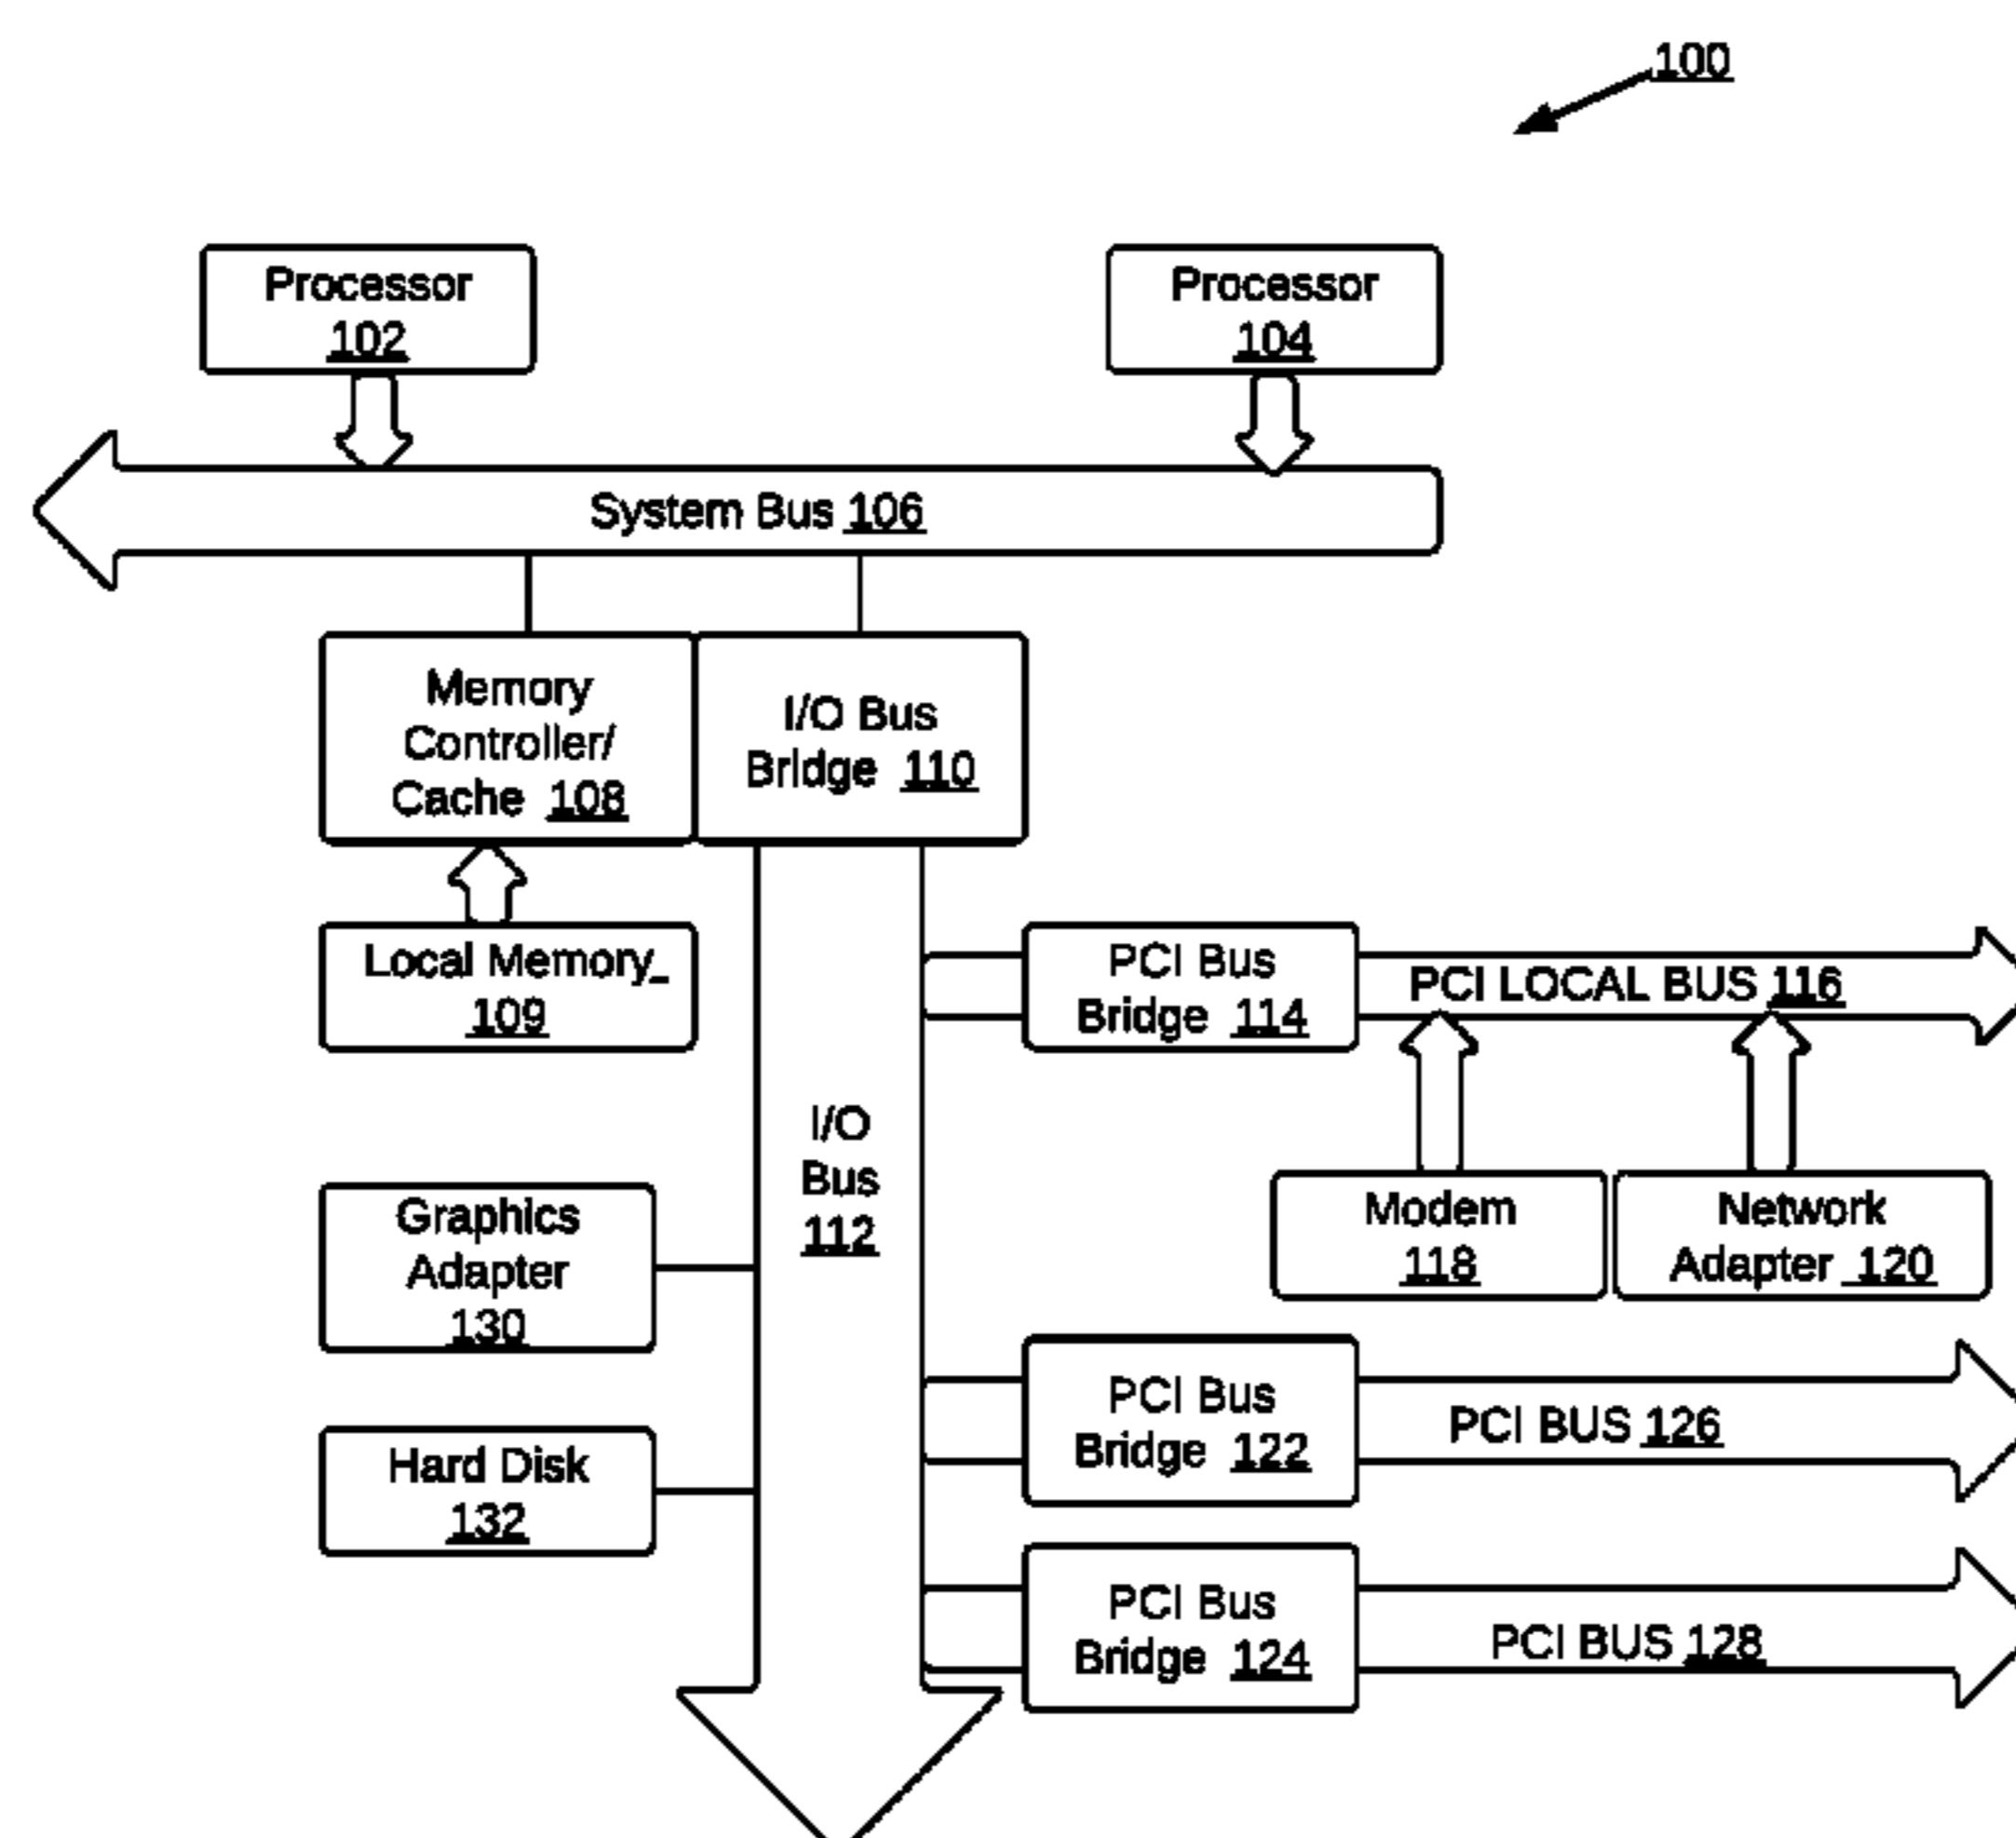 100
Processor
102
Processor
104
System Bus 106
Memory
Controller/
Cache 108
I/O Bus
Bridge 110
Local Memory_
109
PCI Bus
Bridge 114
PCI LOCAL BUS 116
I/O
Bus
112
Modem
118
Network
Adapter 120
Graphics
Adapter
130
PCI Bus
Bridge 122
PCI BUS 126
Hard Disk
132
PCI Bus
Bridge 124
PCI BUS 128